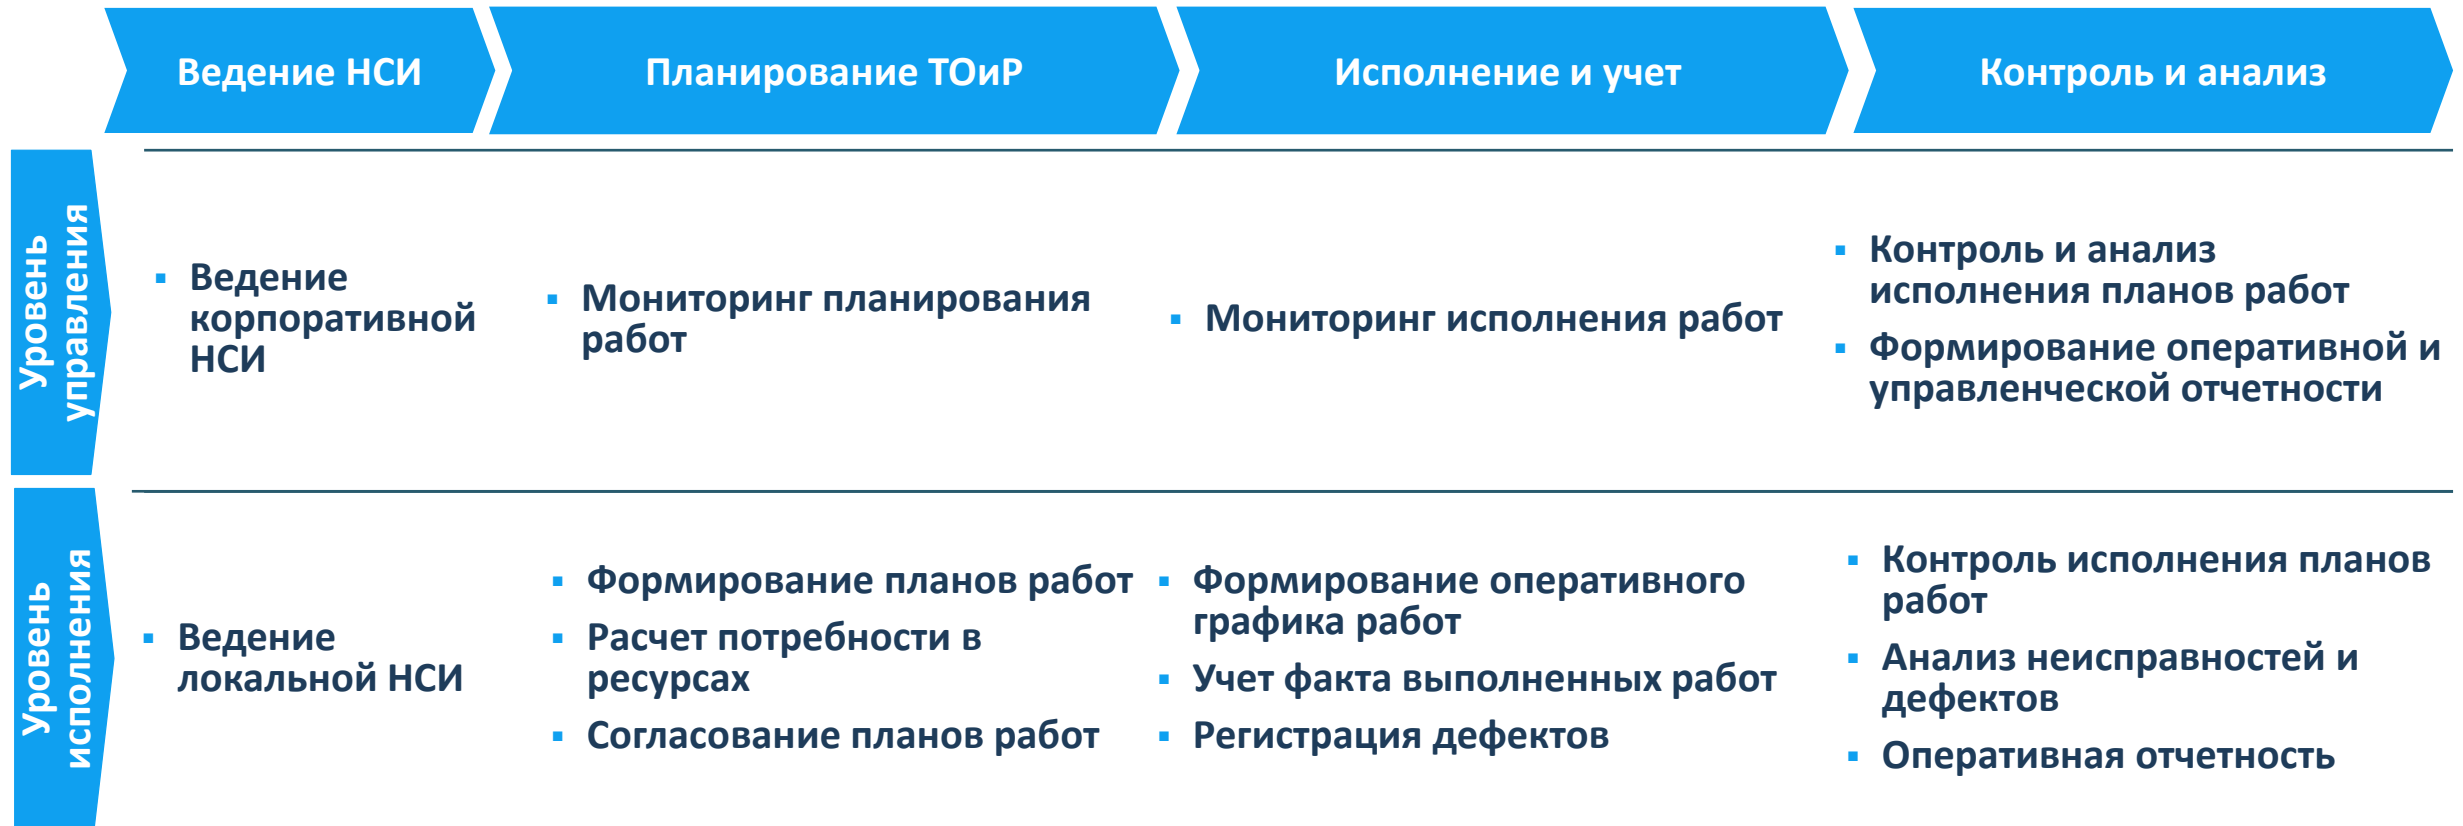 Ведение НСИ
Планирование ТОиР
Исполнение и учет
Контроль и анализ
Уровень
управления
▪ Ведение
корпоративной
НСИ
▪ Мониторинг планирования
работ
▪ Мониторинг исполнения работ
▪ Контроль и анализ
исполнения планов работ
▪ Формирование оперативной и
управленческой отчетности
Уровень
исполнения
▪ Ведение
локальной НСИ
▪ Формирование планов работ
▪ Расчет потребности в
ресурсах
▪ Согласование планов работ
▪ Формирование оперативного
графика работ
▪ Учет факта выполненных работ
▪ Регистрация дефектов
▪ Контроль исполнения планов
работ
▪ Анализ неисправностей и
дефектов
▪ Оперативная отчетность